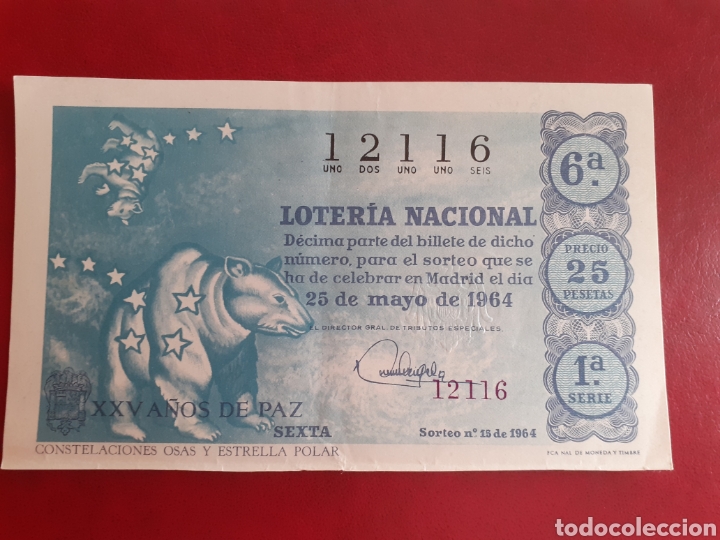 12116
UNO DOS UNO UNO SEIS
6ª.
LOTERÍA NACIONAL
Décima parte del billete de dicho
número, para el sorteo que se
ha de celebrar en Madrid el día
25 de mayo de 1964
PRECIO
25
PESETAS
EL DIRECTOR GRAL. DE TRIBUTOS ESPECIALES
12116
1ª.
SERIE
XXV AÑOS DE PAZ
SEXTA
Sorteo nº. 15 de 1964
CONSTELACIONES OSAS Y ESTRELLA POLAR
FCA NAL DE MONEDA Y TIMBRE
todocoleccion